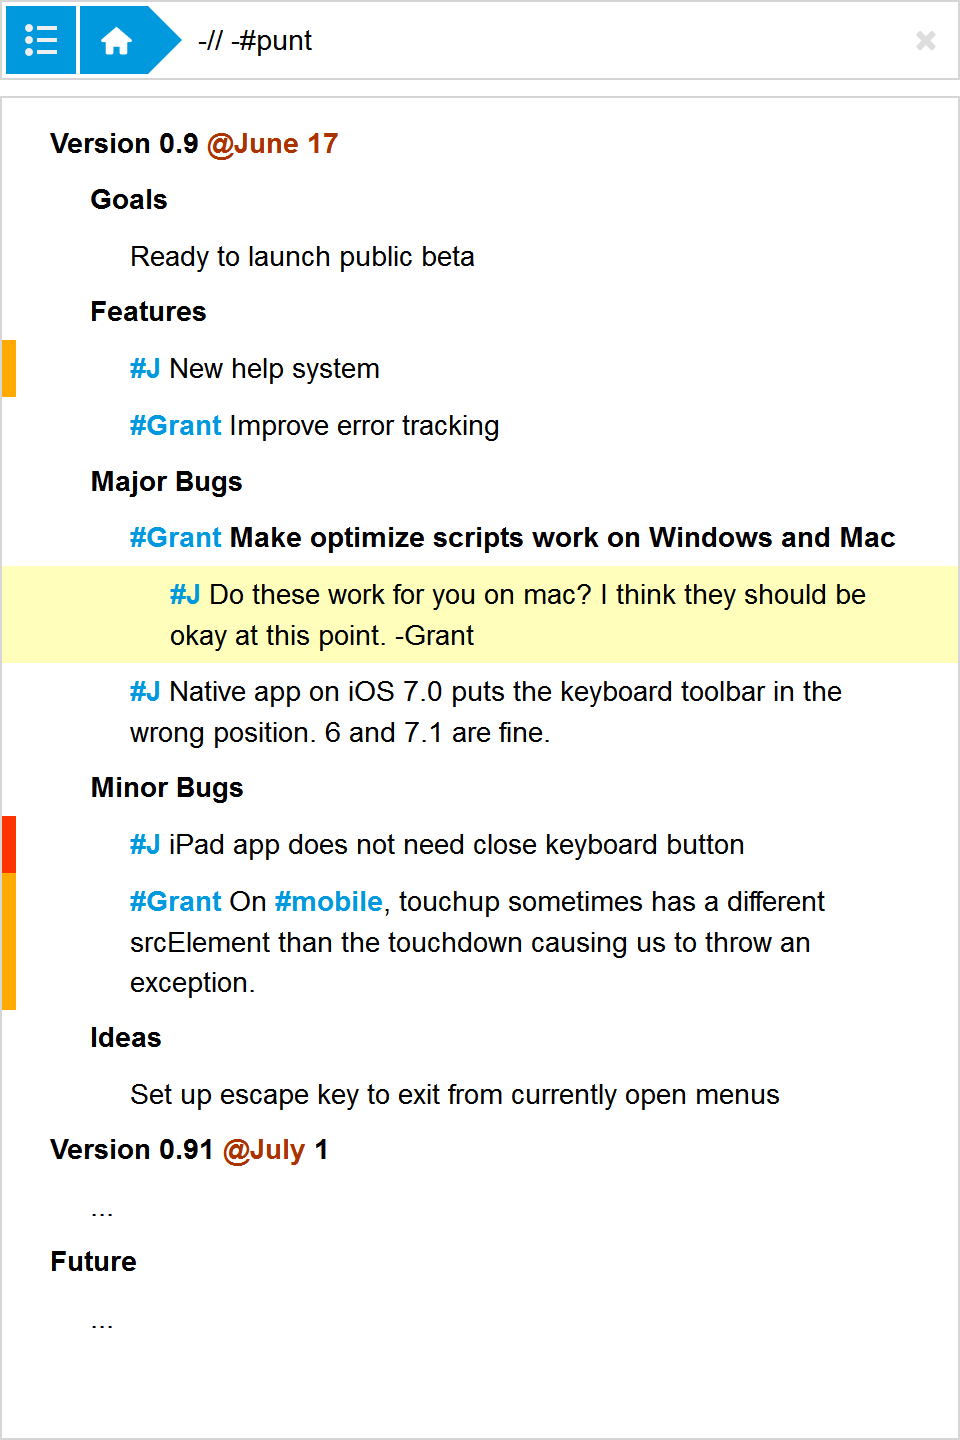 -// -#punt
Version 0.9 @June 17
Goals
Ready to launch public beta
Features
#J New help system
#Grant Improve error tracking
Major Bugs
#Grant Make optimize scripts work on Windows and Mac
#J Do these work for you on mac? I think they should be
okay at this point. -Grant
#J Native app on iOS 7.0 puts the keyboard toolbar in the
wrong position. 6 and 7.1 are fine.
Minor Bugs
#J iPad app does not need close keyboard button
#Grant On #mobile, touchup sometimes has a different
srcElement than the touchdown causing us to throw an
exception.
Ideas
Set up escape key to exit from currently open menus
Version 0.91 @July 1
...
Future
...